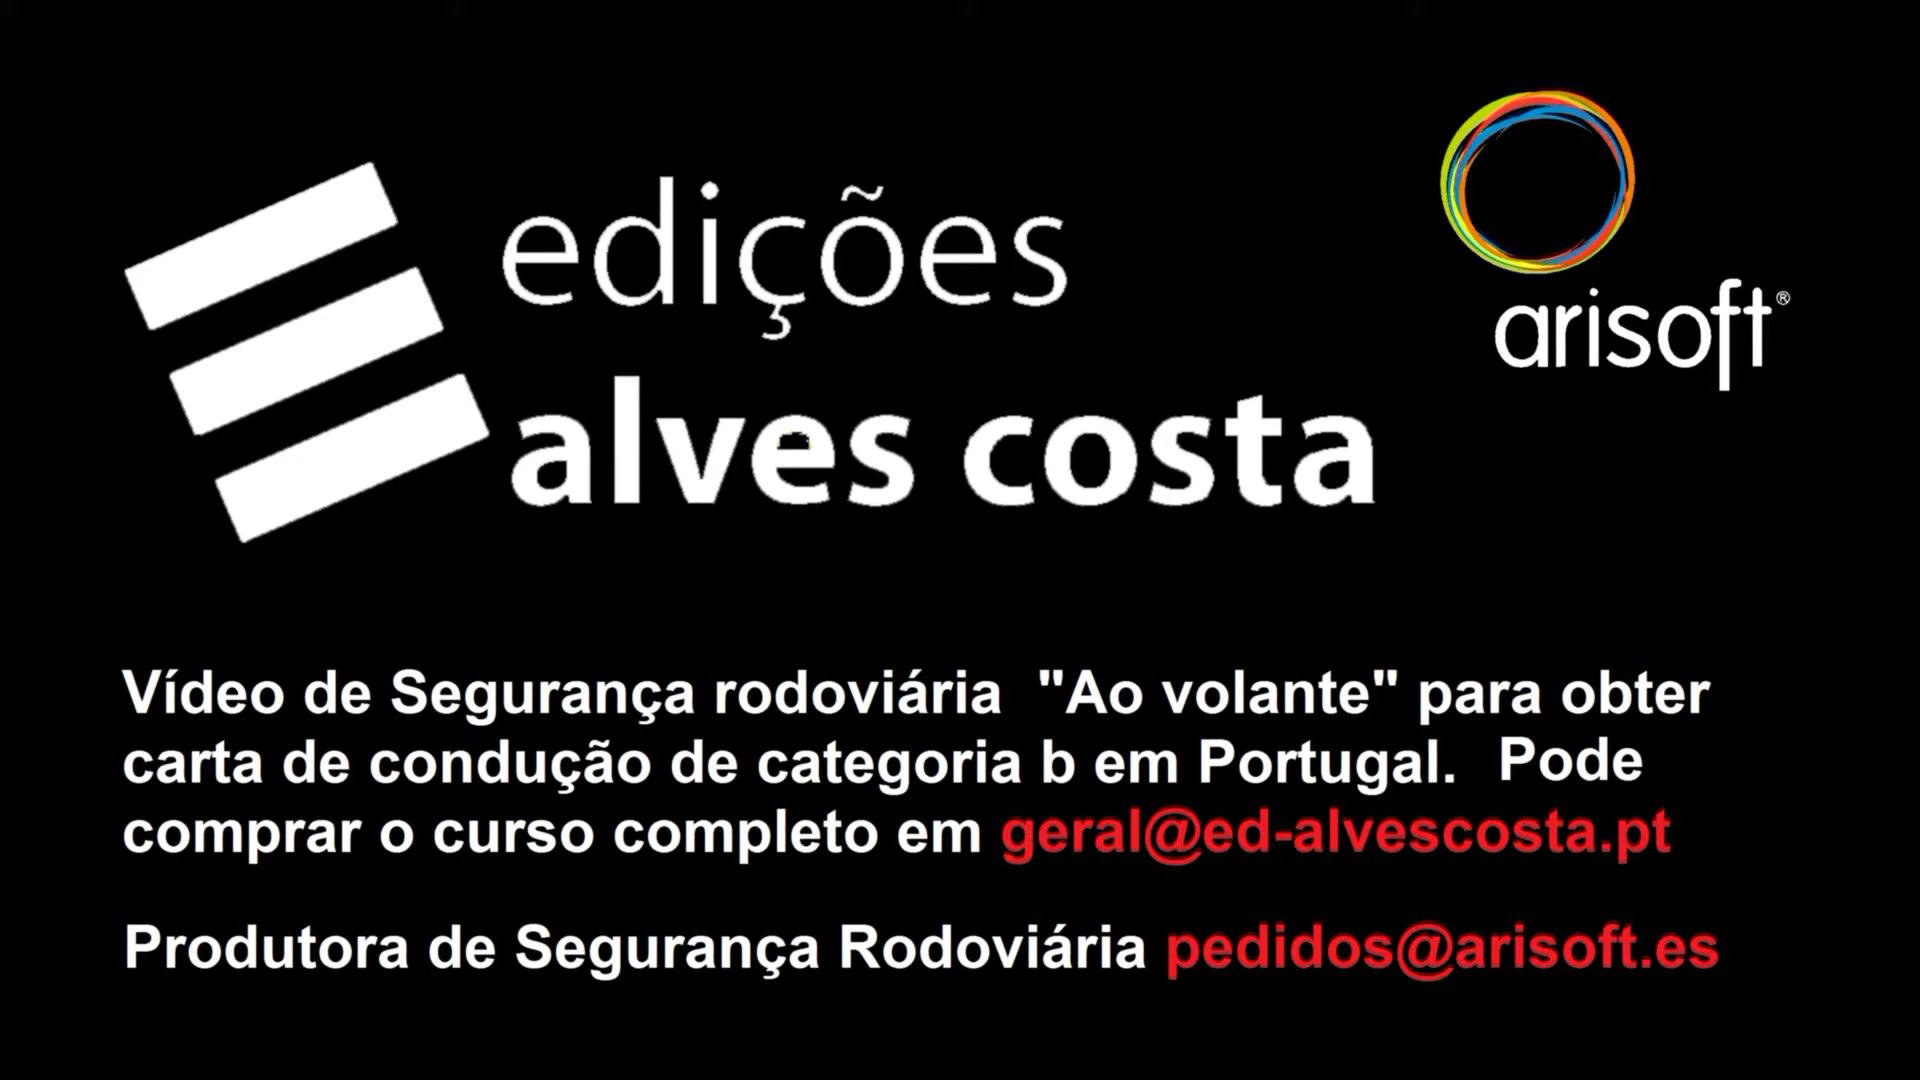 edições
alves costa
arisoft®
Vídeo de Segurança rodoviária "Ao volante" para obter
carta de condução de categoria b em Portugal. Pode
comprar o curso completo em geral@ed-alvescosta.pt
Produtora de Segurança Rodoviária pedidos@arisoft.es